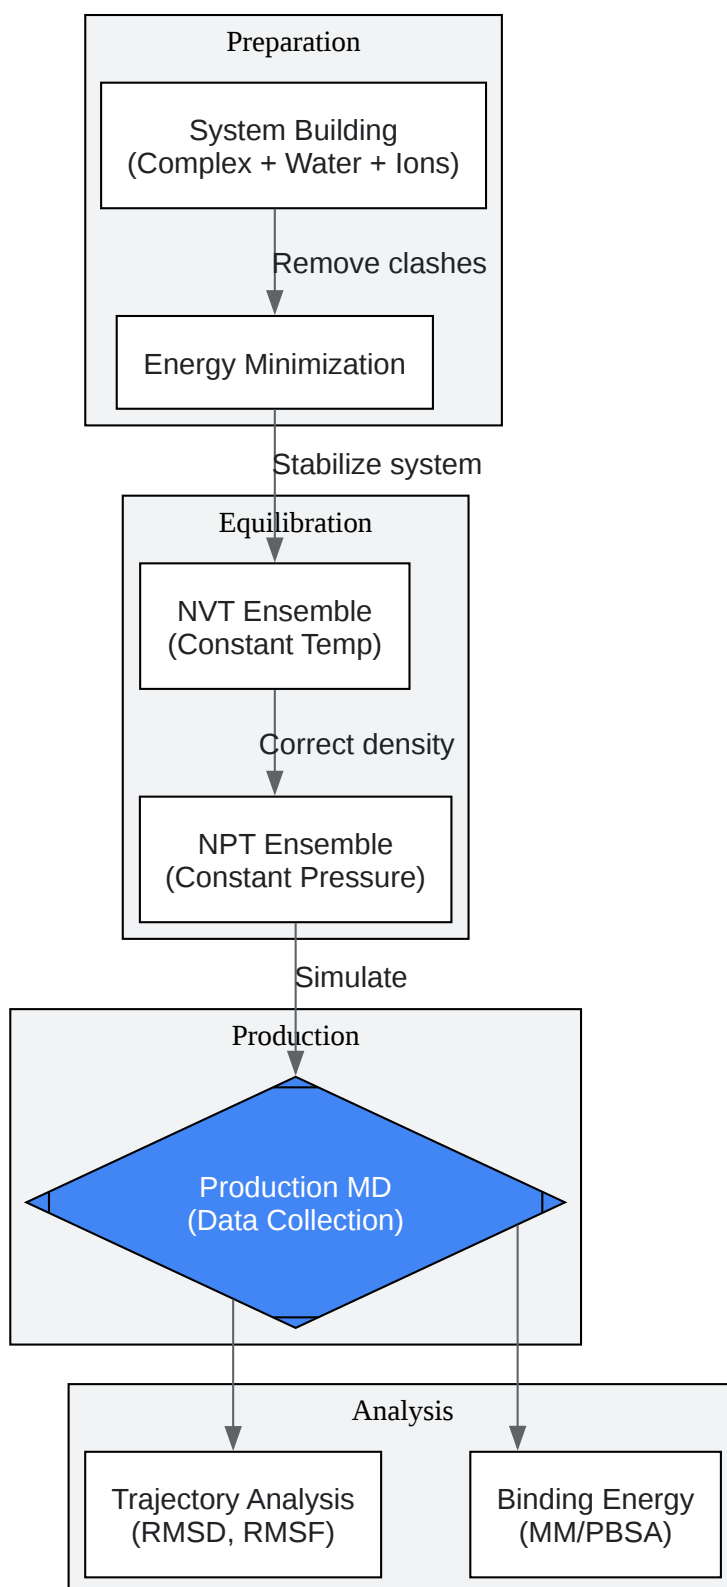 Preparation
System Building
(Complex + Water + Ions)
Remove clashes
Energy Minimization
Stabilize system
Equilibration
NVT Ensemble
(Constant Temp)
Correct density
NPT Ensemble
(Constant Pressure)
Simulate
Production
Production MD
(Data Collection)
Analysis
Trajectory Analysis
(RMSD, RMSF)
Binding Energy
(MM/PBSA)